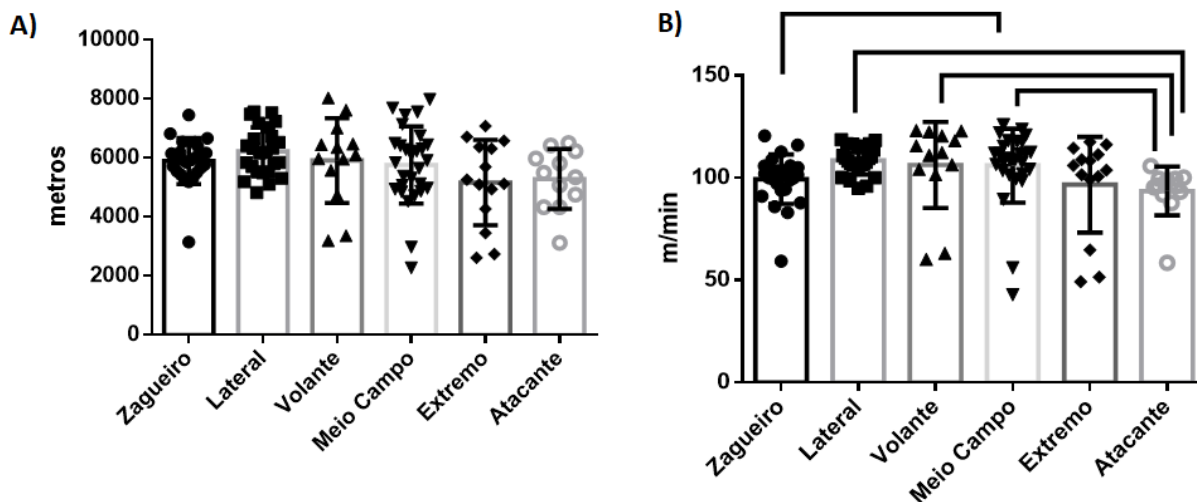 A)
metros
10000
8000
6000
4000
2000
0
Zagueiro
Lateral
Volante
Meio Campo
Extremo
Atacante
B)
m/min
150
100
50
0
Zagueiro
Lateral
Volante
Meio Campo
Extremo
Atacante